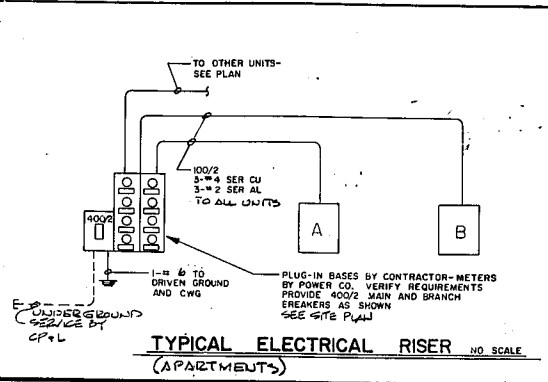 TO OTHER UNITS-
SEE PLAN
100/2
3-#4 SER CU
3-#2 SER AL
TO ALL UNITS
400/2
A
B
1-# 6 TO
DRIVEN GROUND
AND CWG
PLUG-IN BASES BY CONTRACTOR-METERS
BY POWER CO. VERIFY REQUIREMENTS
PROVIDE 400/2 MAIN AND BRANCH
BREAKERS AS SHOWN
SEE SITE PLAN
E
UNDERGROUND
SERVICE BY
CP&L
TYPICAL ELECTRICAL RISER NO SCALE
(APARTMENTS)